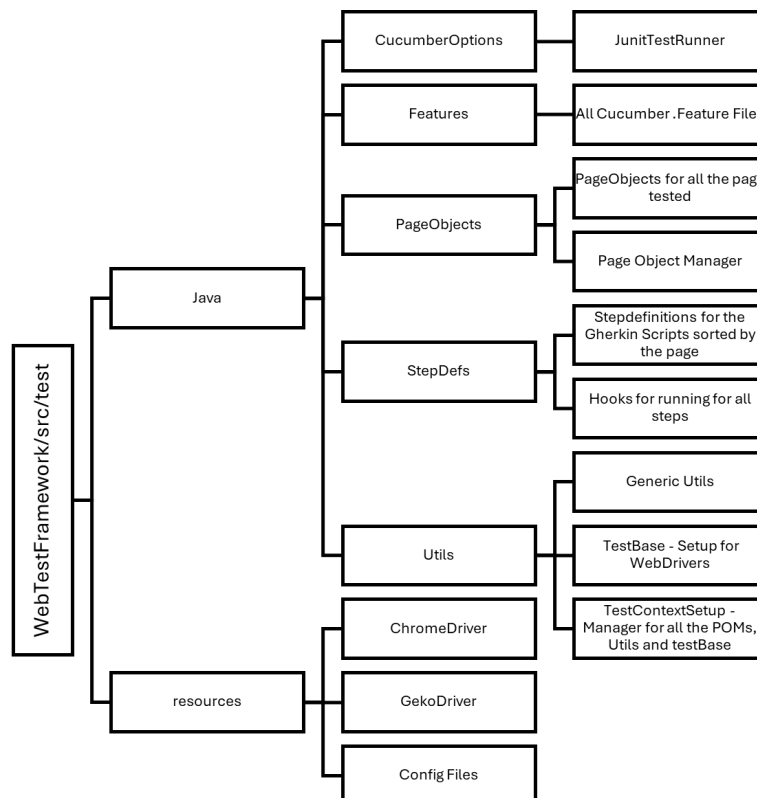 CucumberOptions
JunitTestRunner
Features
All Cucumber .Feature File
PageObjects for all the pag
tested
PageObjects
Page Object Manager
Java
Stepdefinitions for the
Gherkin Scripts sorted by
the page
StepDefs
Hooks for running for all
steps
WebTestFramework/src/test
Generic Utils
Utils
TestBase - Setup for
WebDrivers
TestContextSetup -
Manager for all the POMs,
Utils and testBase
ChromeDriver
resources
GekoDriver
Config Files